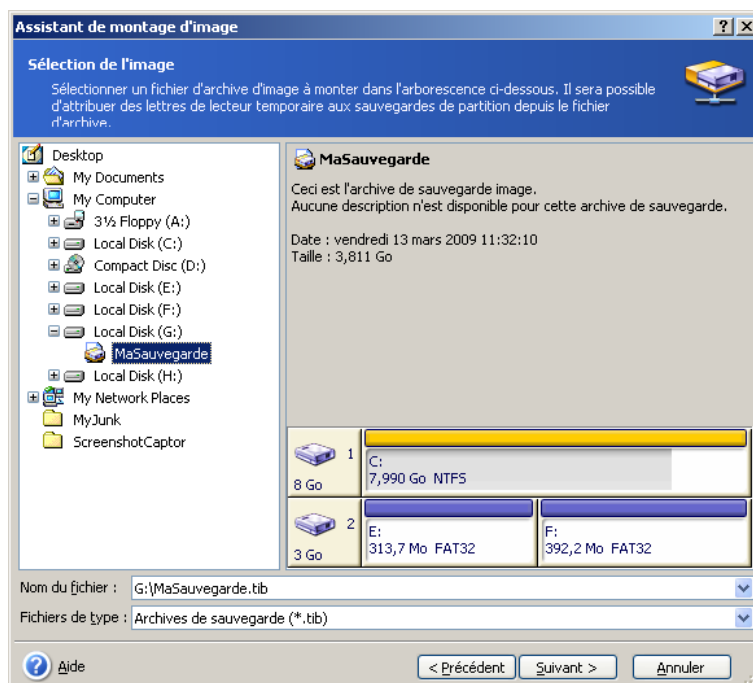 Assistant de montage d'image
Sélection de l'image
Sélectionner un fichier d'archive d'image à monter dans l'arborescence ci-dessous. Il sera possible
d'attribuer des lettres de lecteur temporaire aux sauvegardes de partition depuis le fichier
d'archive.
Desktop
My Documents
My Computer
3½ Floppy (A:)
Local Disk (C:)
Compact Disc (D:)
Local Disk (E:)
Local Disk (F:)
Local Disk (G:)
MaSauvegarde
Local Disk (H:)
My Network Places
MyJunk
ScreenshotCaptor
MaSauvegarde
Ceci est l'archive de sauvegarde image.
Aucune description n'est disponible pour cette archive de sauvegarde.
Date : vendredi 13 mars 2009 11:32:10
Taille : 3,811 Go
1
8 Go
C:
7,990 Go NTFS
2
3 Go
E:
313,7 Mo FAT32
F:
392,2 Mo FAT32
Nom du fichier : G:\MaSauvegarde.tib
Fichiers de type : Archives de sauvegarde (*.tib)
Aide
< Précédent
Suivant >
Annuler